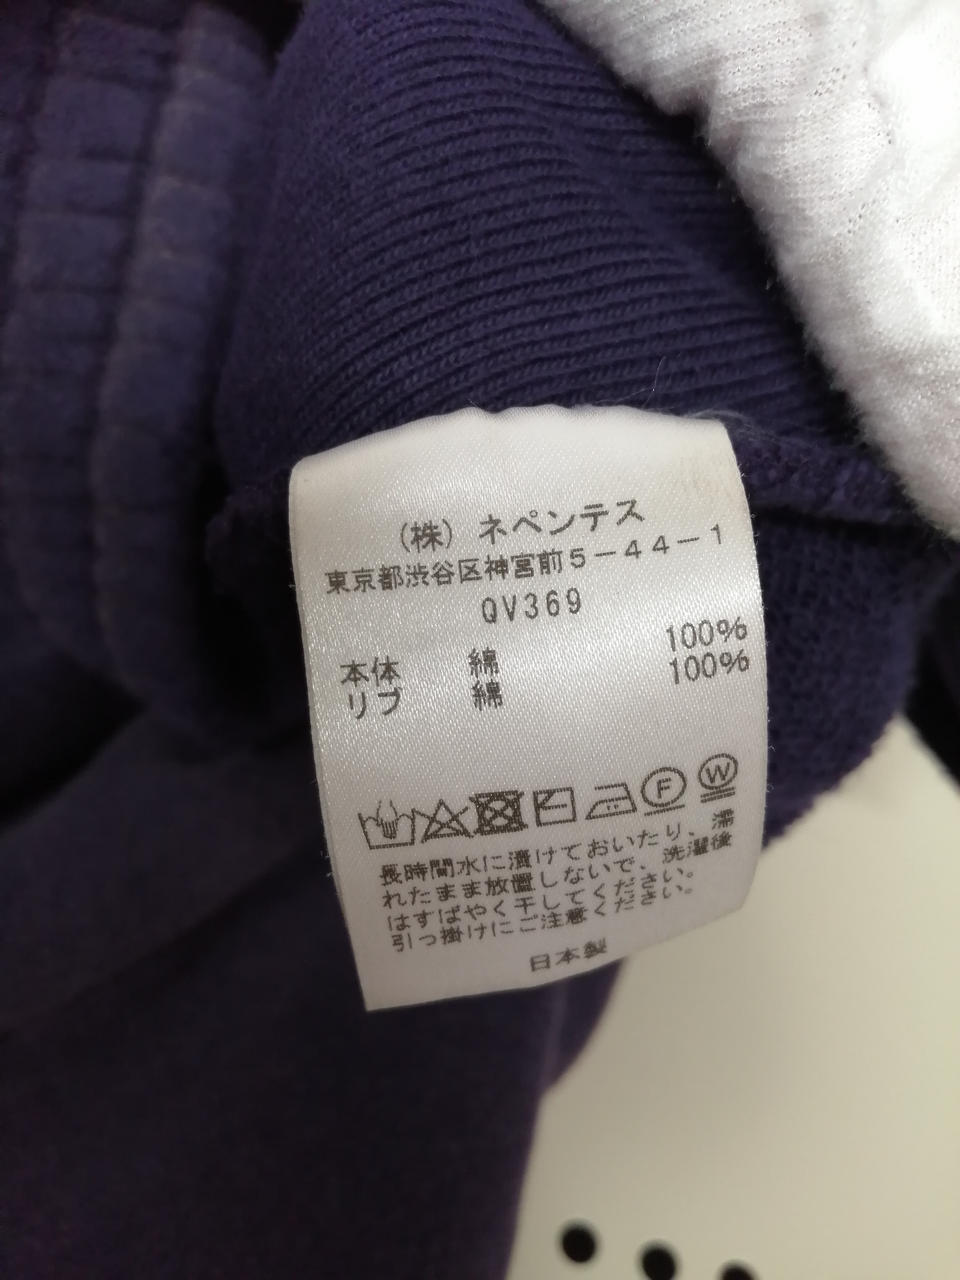 (株) ネペンテス
東京都渋谷区神宮前5-44-1
QV369
本体 綿 100%
リブ 綿 100%
F W
長時間水に漬けておいたり、濡
れたまま放置しないで、洗濯後
はすばやく干してください。
引っ掛けにご注意ください。
日本製